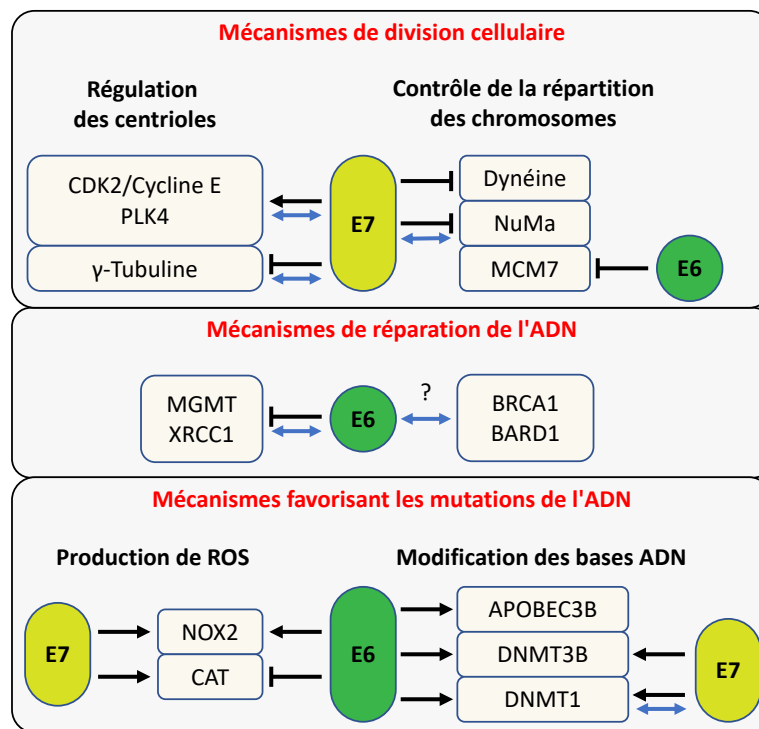 Mécanismes de division cellulaire
Régulation
des centrioles
Contrôle de la répartition
des chromosomes
CDK2/Cycline E
PLK4
γ-Tubuline
E7
Dynéine
NuMa
MCM7
E6
Mécanismes de réparation de l'ADN
MGMT
XRCC1
E6
?
BRCA1
BARD1
Mécanismes favorisant les mutations de l'ADN
Production de ROS
Modification des bases ADN
E7
NOX2
CAT
E6
APOBEC3B
DNMT3B
DNMT1
E7